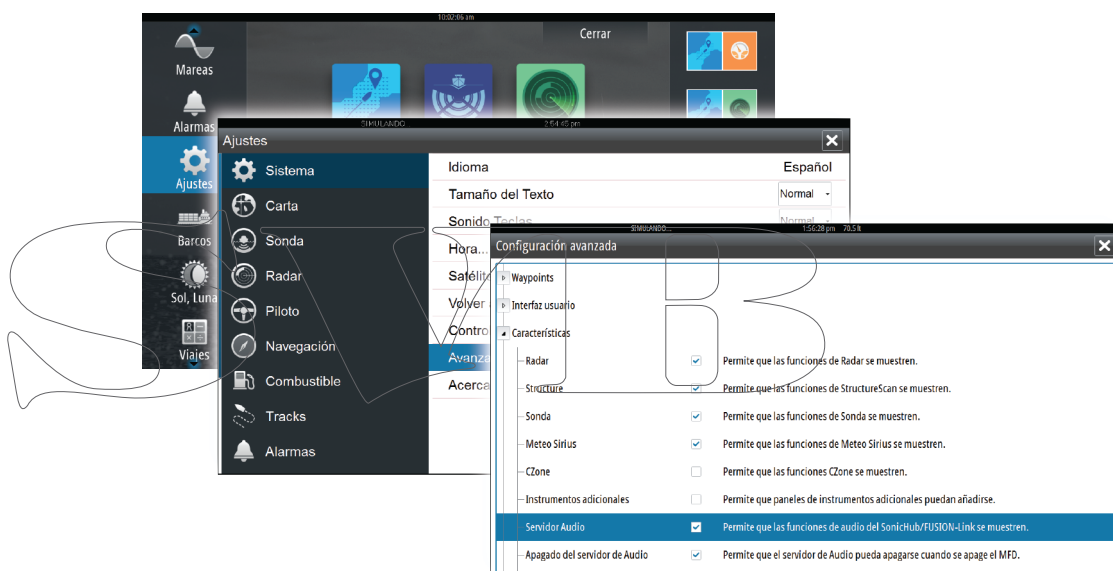 10:02:06 am
Cerrar
Mareas
Alarmas
Ajustes
Barcos
Sol, Luna
Viajes
SIMULANDO.
2:54:45 pm
Ajustes
Sistema
Carta
Sonda
Radar
Piloto
Navegación
Combustible
Tracks
Alarmas
Idioma Español
Tamaño del Texto Normal
Sonido Teclas Normal
Hora...
Satélit
Volver
Contro
Avanza
Acerca
SIMULANDO...
1:56:28 pm 70.5 ft
Configuración avanzada
Waypoints
Interfaz usuario
Características
Radar Permite que las funciones de Radar se muestren.
Structure Permite que las funciones de StructureScan se muestren.
Sonda Permite que las funciones de Sonda se muestren.
Meteo Sirius Permite que las funciones de Meteo Sirius se muestren.
CZone Permite que las funciones CZone se muestren.
Instrumentos adicionales Permite que paneles de instrumentos adicionales puedan añadirse.
Servidor Audio Permite que las funciones de audio del SonicHub/FUSION-Link se muestren.
Apagado del servidor de Audio Permite que el servidor de Audio pueda apagarse cuando se apage el MFD.